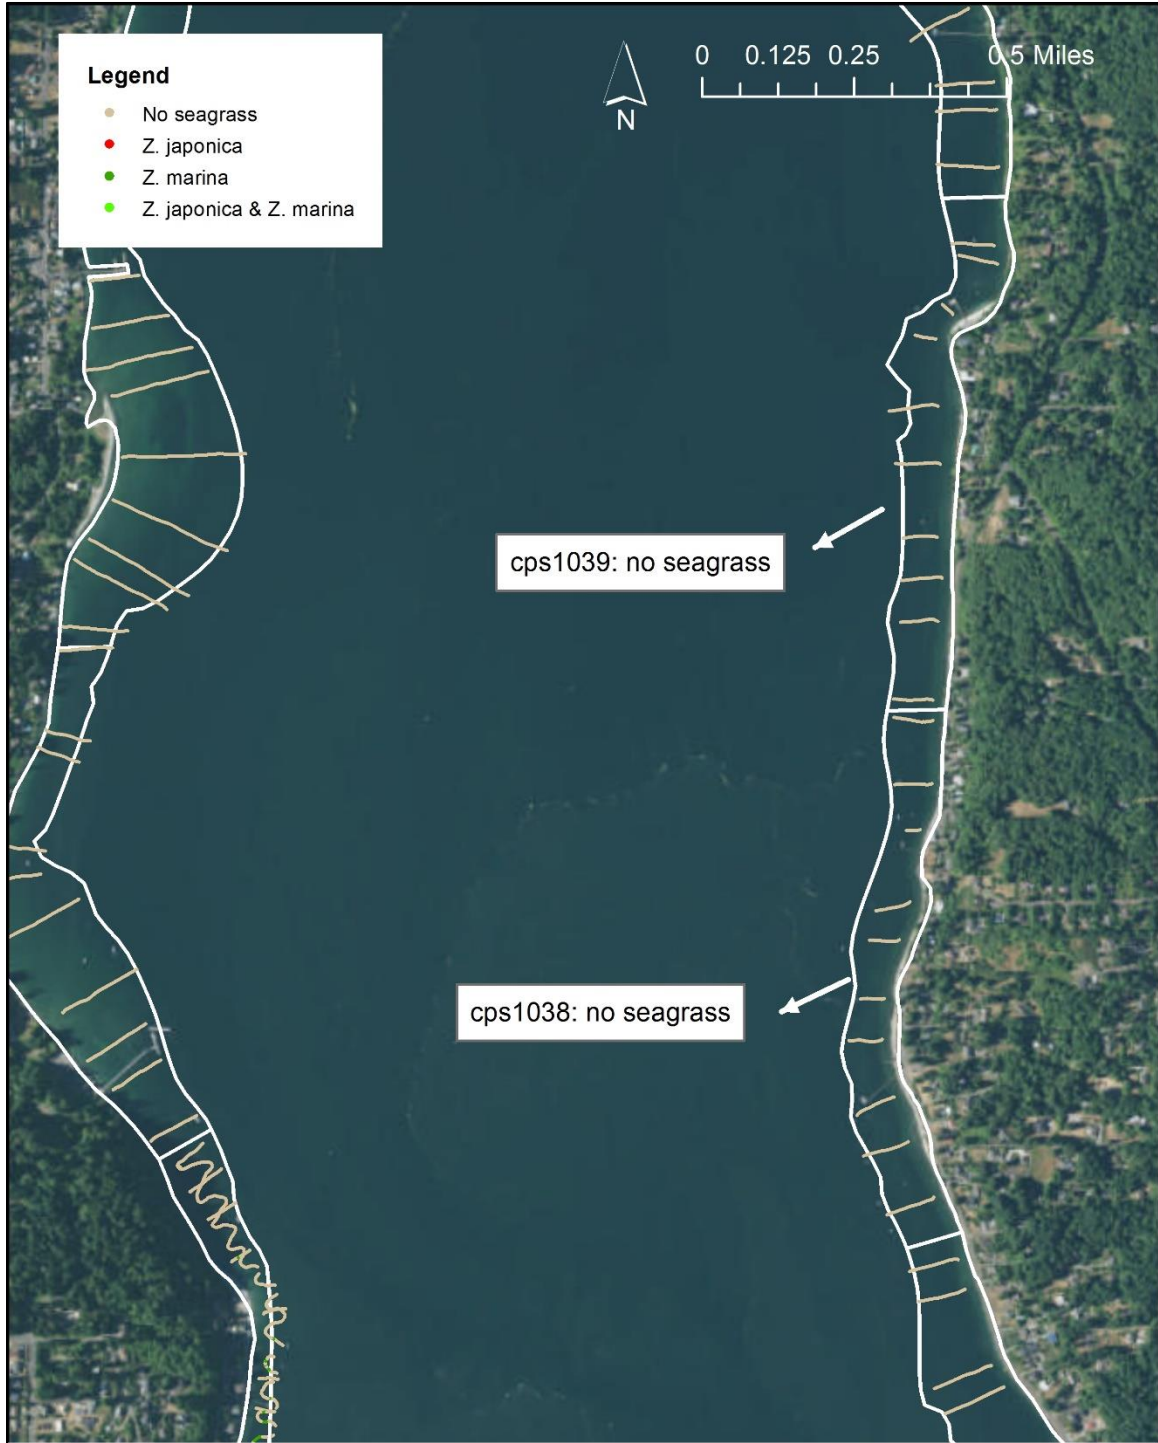 Legend
No seagrass
Z. japonica
Z. marina
Z. japonica & Z. marina
0 0.125 0.25 0.5 Miles
N
cps1039: no seagrass
cps1038: no seagrass